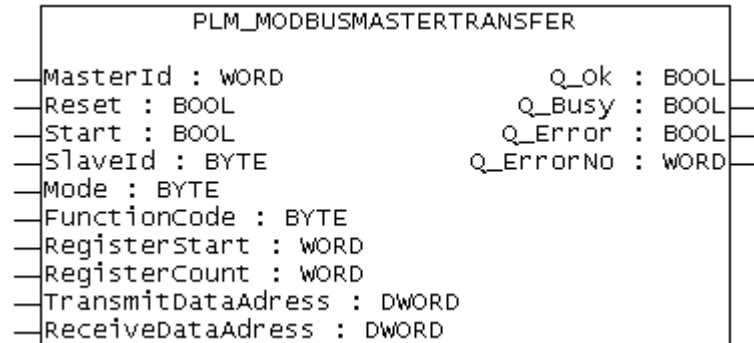 PLM_MODBUSMASTERTRANSFER
MasterId : WORD Q_Ok : BOOL
Reset : BOOL Q_Busy : BOOL
Start : BOOL Q_Error : BOOL
SlaveId : BYTE Q_ErrorNo : WORD
Mode : BYTE
FunctionCode : BYTE
RegisterStart : WORD
RegisterCount : WORD
TransmitDataAdress : DWORD
ReceiveDataAdress : DWORD